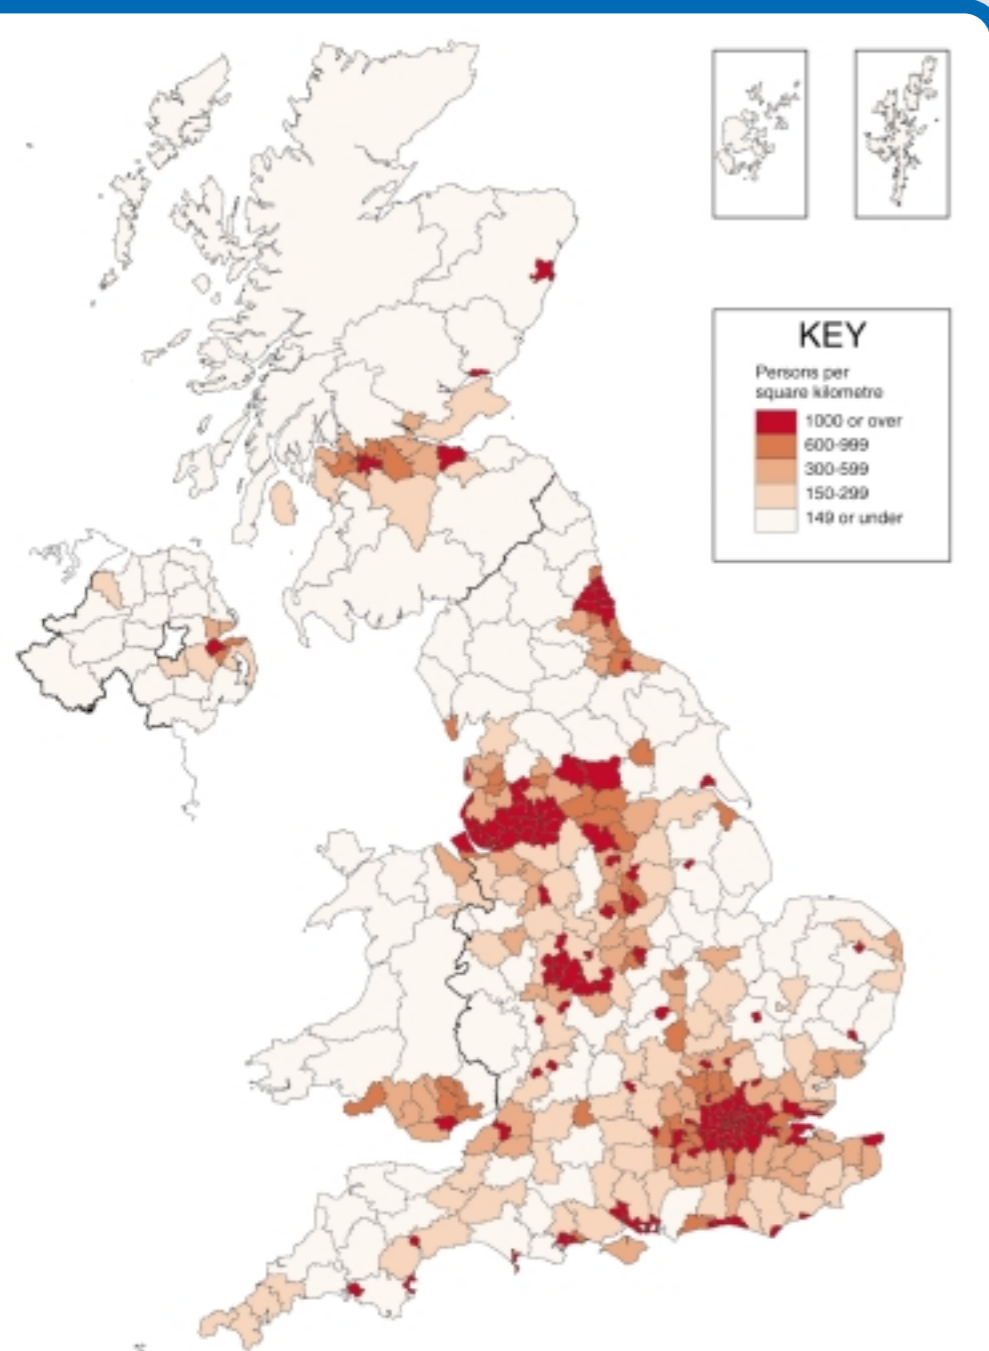 KEY
Persons per
square kilometre
1000 or over
600-999
300-599
150-299
149 or under